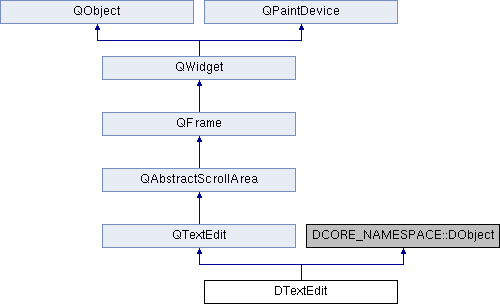 QObject
QPaintDevice
QWidget
QFrame
QAbstractScrollArea
QTextEdit
DCORE_NAMESPACE::DObject
DTextEdit